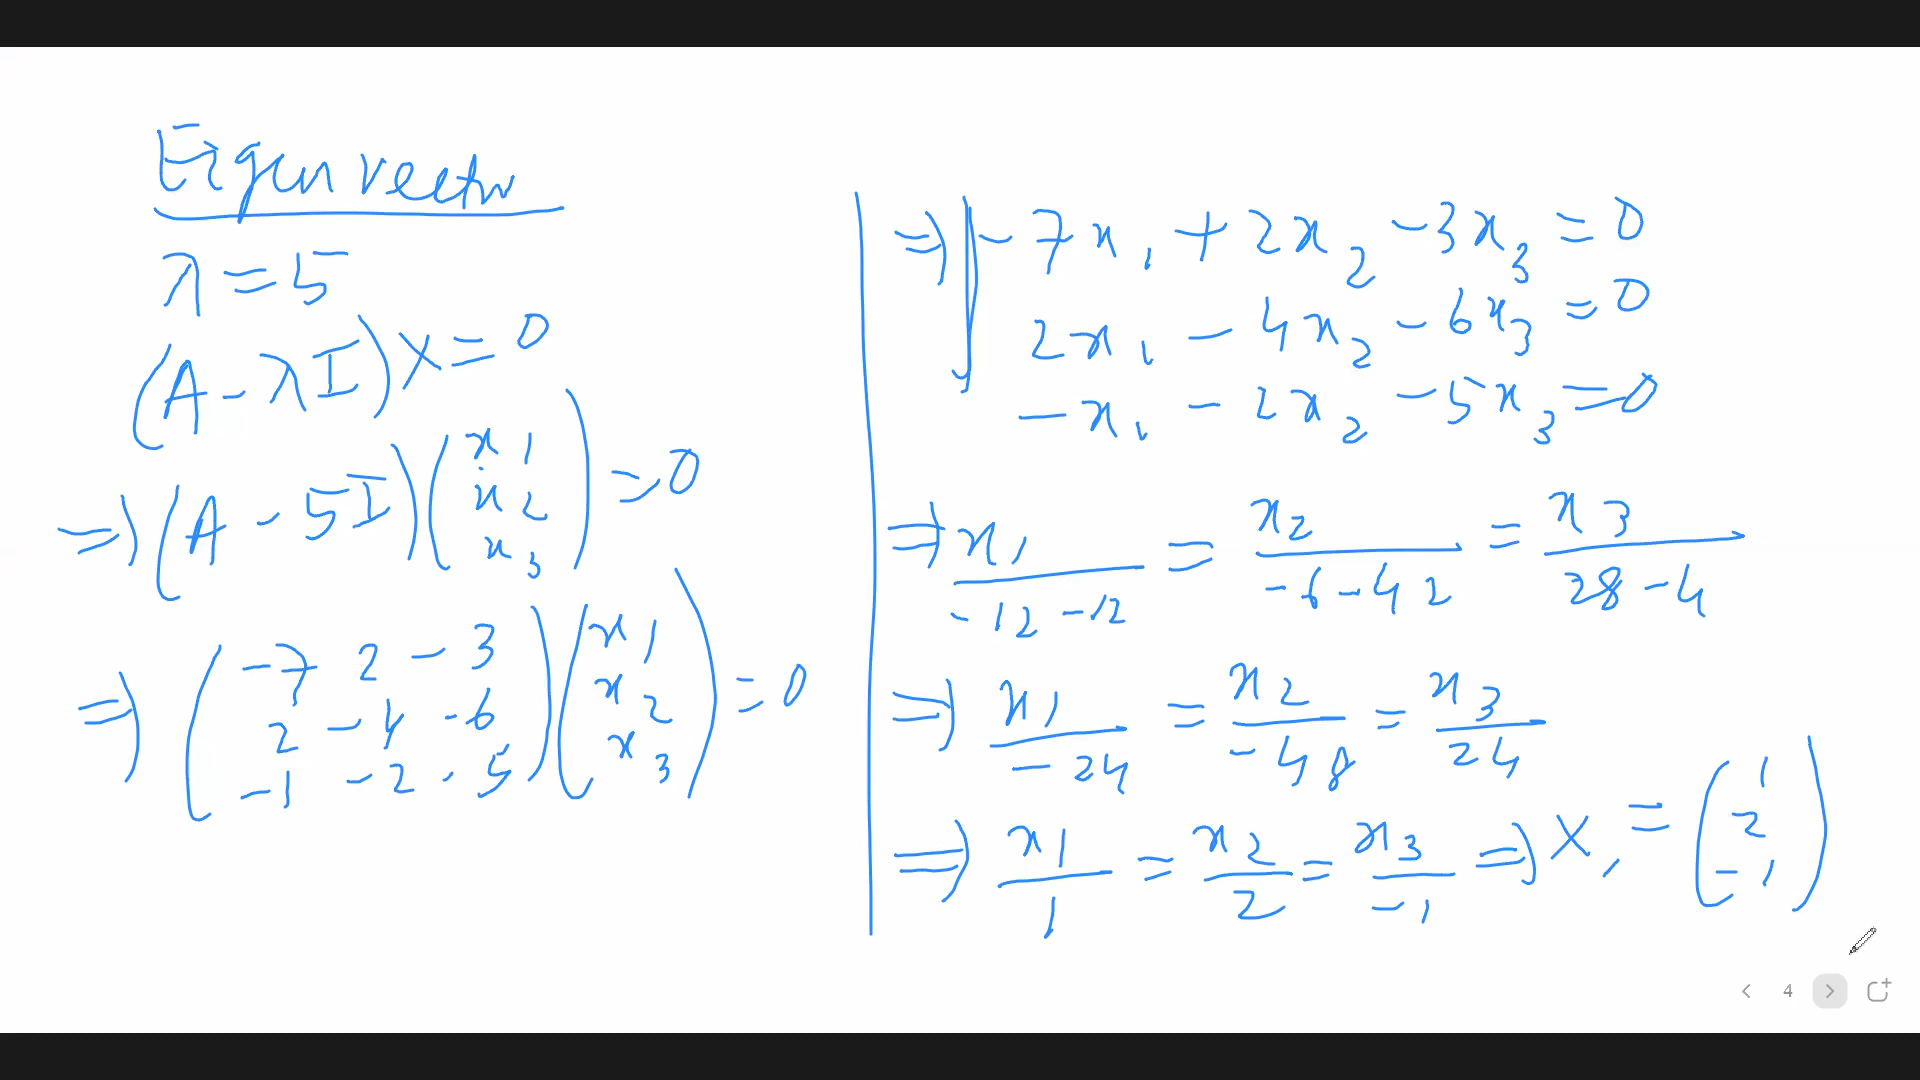 Eigen vector
λ = 5
(A - λI) X = 0
⇒ (A - 5I) (x1 x2 x3) = 0
⇒ (-7 2 -3
2 -4 -6
-1 -2 -5) (x1
x2
x3) = 0
⇒ -7x1 + 2x2 - 3x3 = 0
2x1 - 4x2 - 6x3 = 0
-x1 - 2x2 - 5x3 = 0
⇒ x1/(-12 -12) = x2/(-6 - 42) = x3/(28 - 4)
⇒ x1/-24 = x2/-48 = x3/24
⇒ x1/1 = x2/2 = x3/-1 ⇒ X1 = (1 2 -1)
4